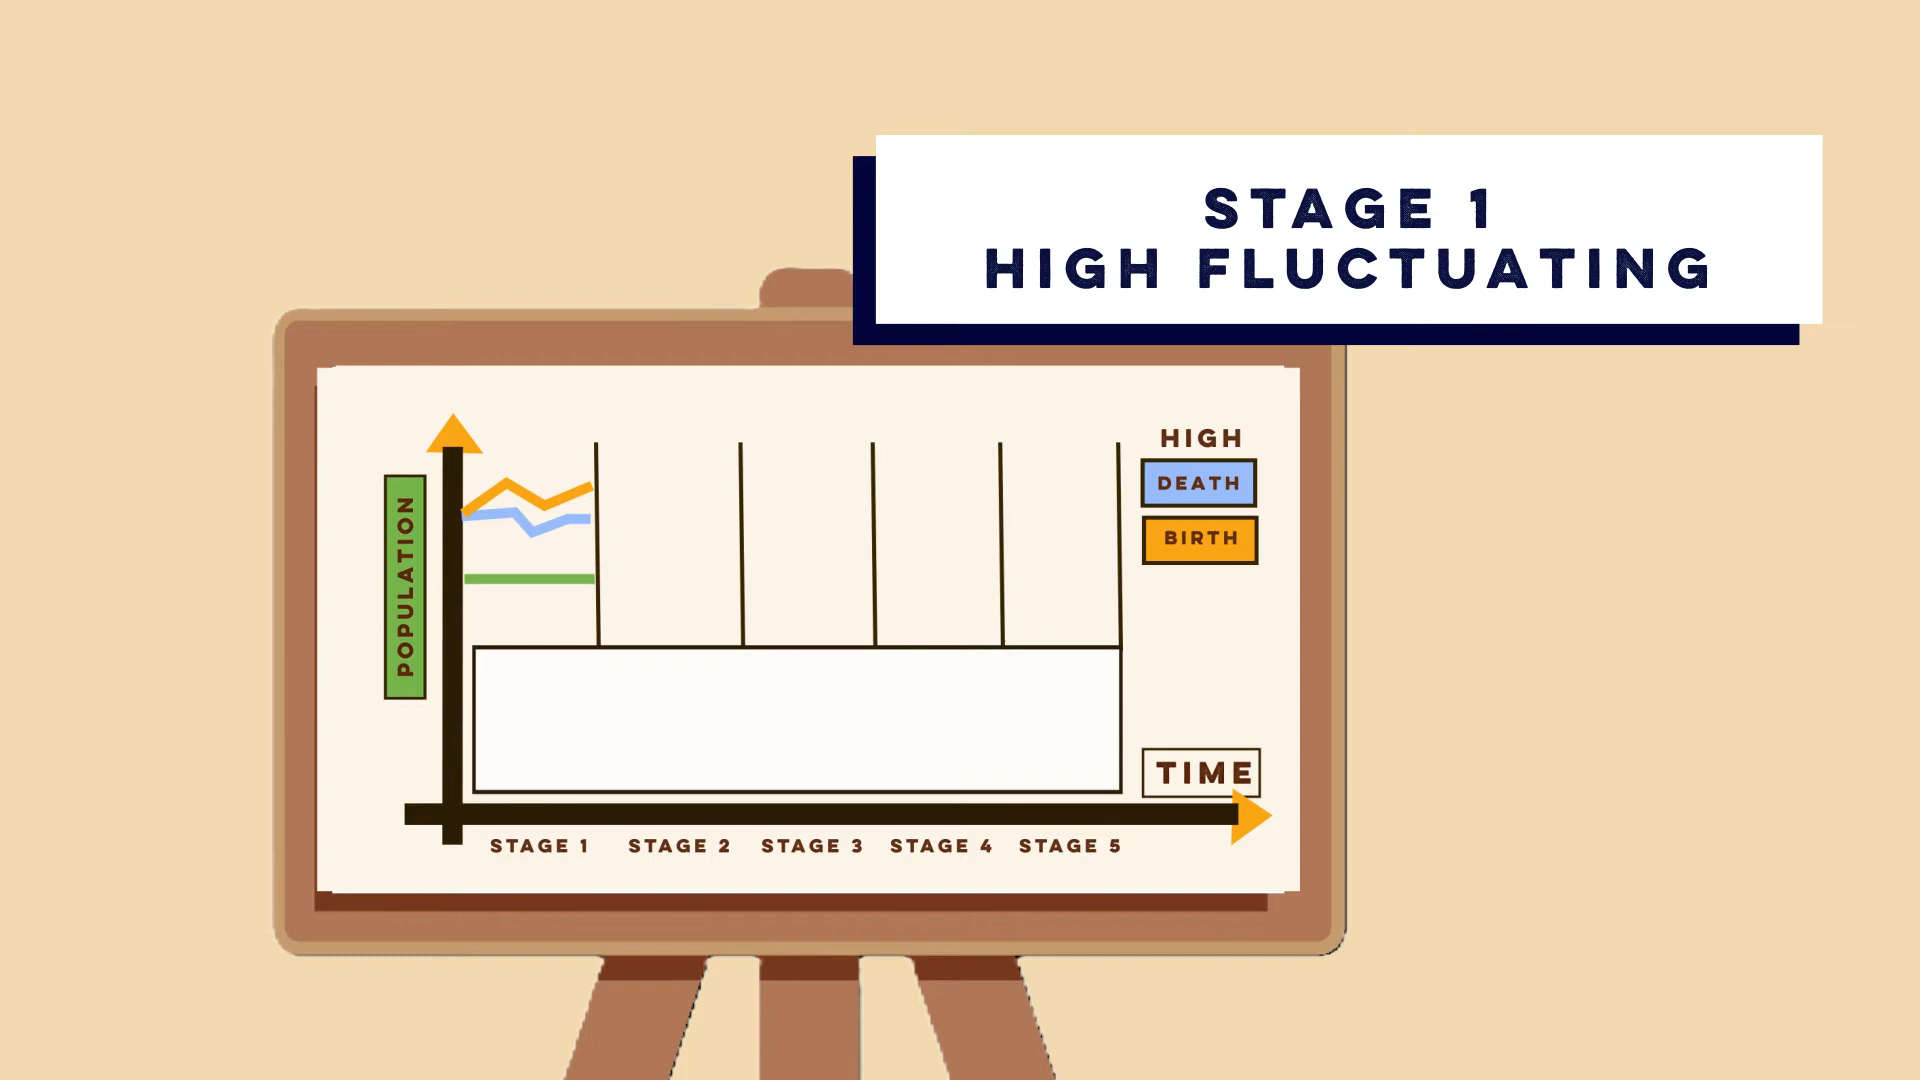 STAGE 1
HIGH FLUCTUATING
HIGH
DEATH
BIRTH
POPULATION
TIME
STAGE 1 STAGE 2 STAGE 3 STAGE 4 STAGE 5